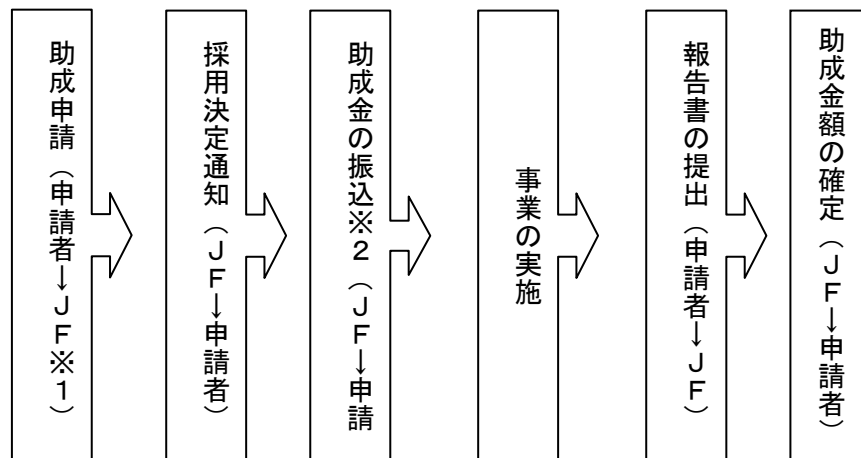 助成申請（申請者→ＪＦ※１）
採用決定通知（ＪＦ→申請者）
助成金の振込※２（ＪＦ→申請
事業の実施
報告書の提出（申請者→ＪＦ）
助成金額の確定（ＪＦ→申請者）